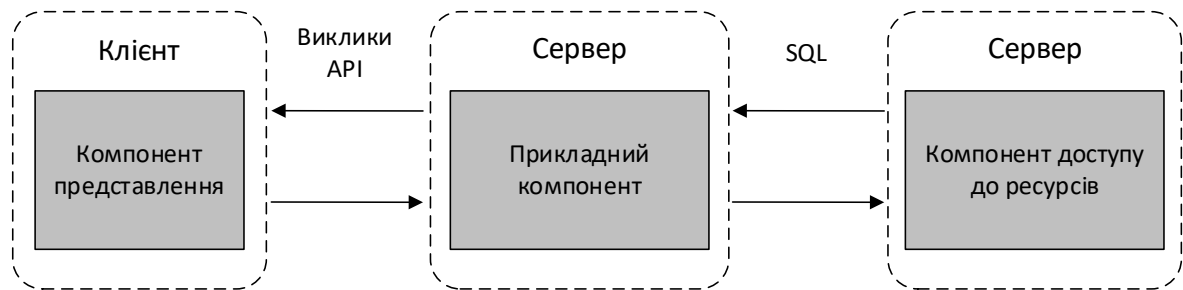 Клієнт
Компонент
представлення
Виклики
API
Сервер
Прикладний
компонент
SQL
Сервер
Компонент доступу
до ресурсів